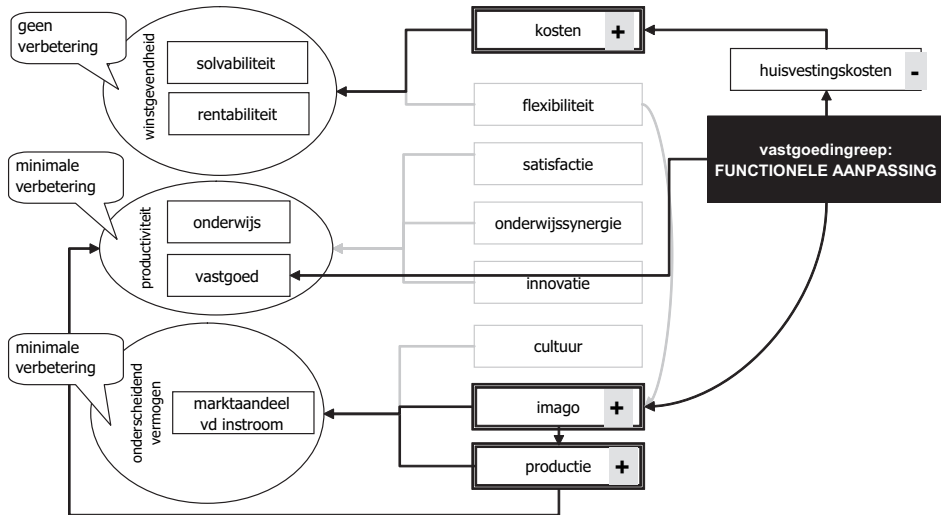 geen
verbetering
winstgevendheid
solvabiliteit
rentabiliteit
kosten
+
huisvestingskosten
-
flexibiliteit
vastgoedingreep:
FUNCTIONELE AANPASSING
satisfactie
minimale
verbetering
productiviteit
onderwijs
vastgoed
onderwijssynergie
innovatie
cultuur
minimale
verbetering
onderscheidend
vermogen
marktaandeel
vd instroom
imago
+
productie
+